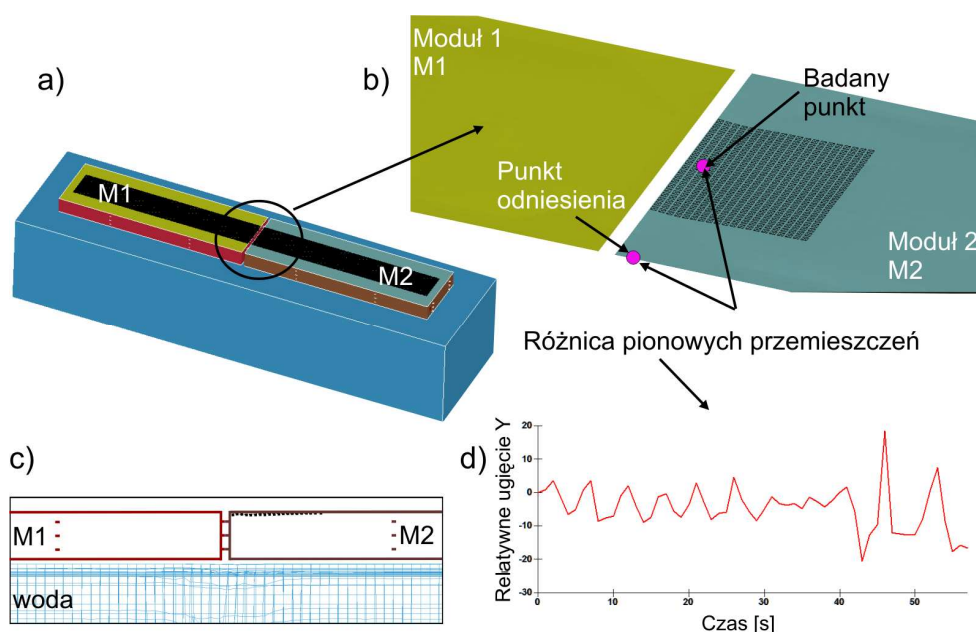 a)
M1
M2
b)
Moduł 1
M1
Badany
punkt
Punkt
odniesienia
Moduł 2
M2
Różnica pionowych przemieszczeń
c)
M1
M2
woda
d)
Relatywne ugięcie Y
20
10
0
-10
-20
-30
0
10
20
30
40
50
Czas [s]